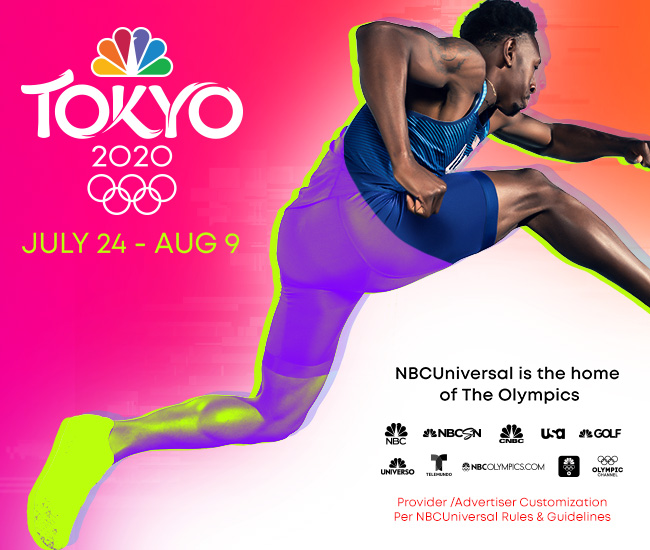 TOKYO
2020
JULY 24 - AUG 9
NBCUniversal is the home
of The Olympics
NBC NBCSN CNBC USA GOLF
UNIVERSO TELEMUNDO NBCOLYMPICS.COM OLYMPIC CHANNEL
Provider /Advertiser Customization
Per NBCUniversal Rules & Guidelines